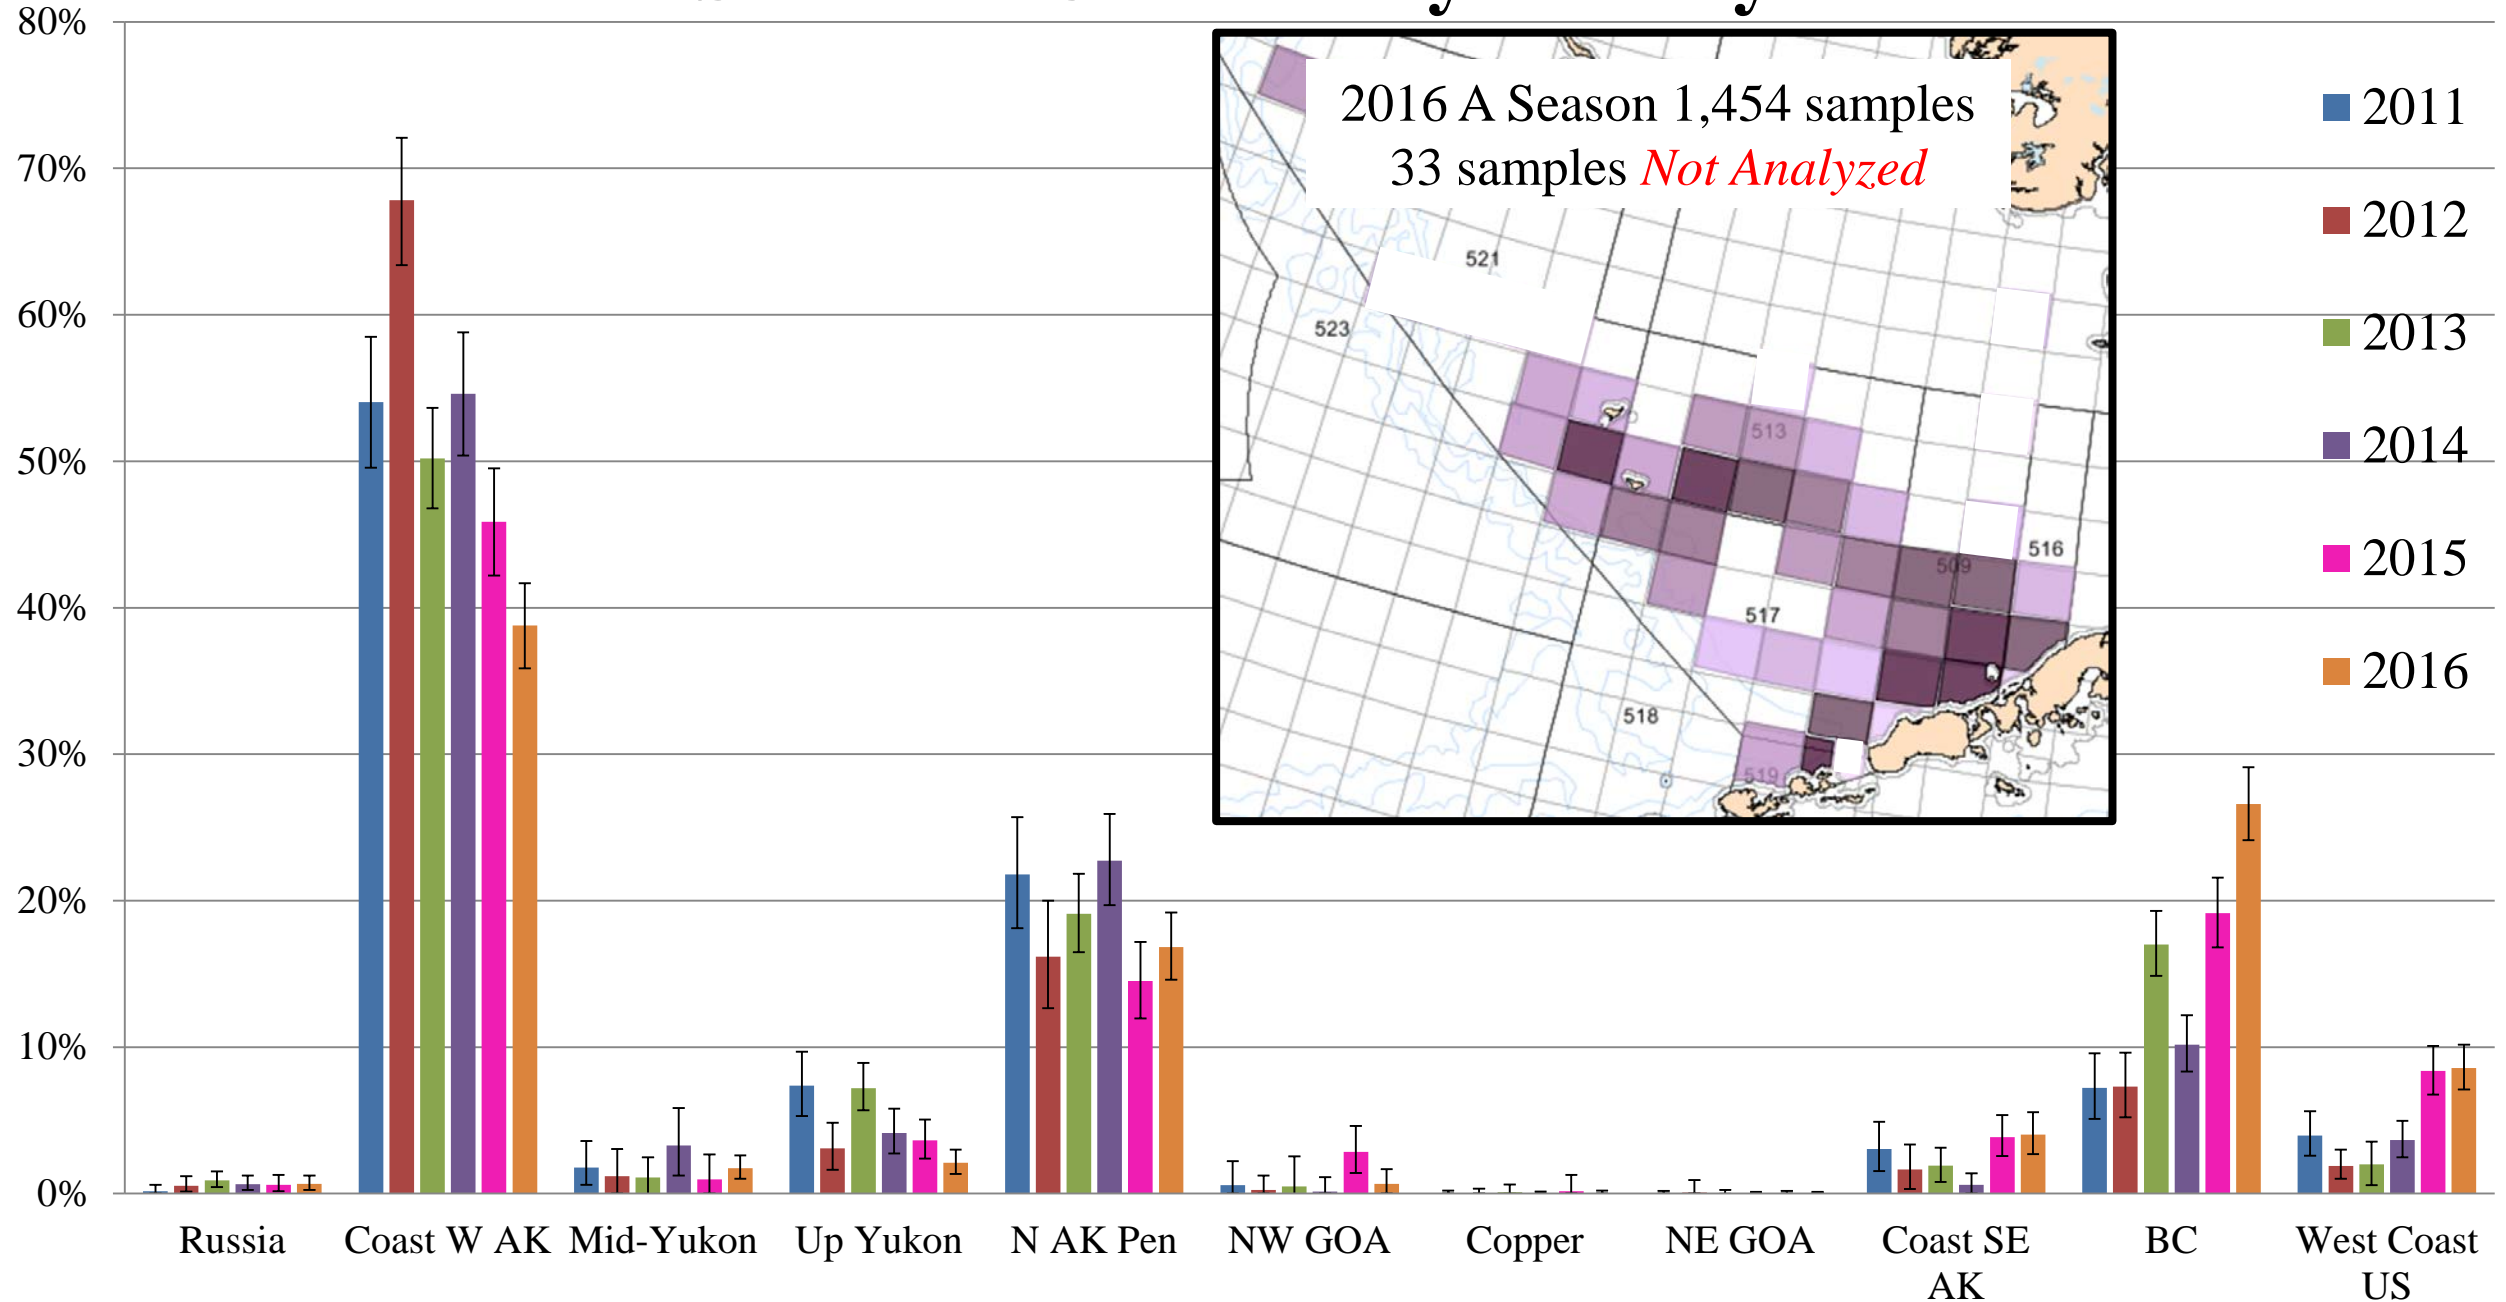 80%
70%
60%
50%
40%
30%
20%
10%
0%
2016 A Season 1,454 samples
33 samples Not Analyzed
521
523
513
516
509
517
518
519
2011
2012
2013
2014
2015
2016
Russia
Coast W AK
Mid-Yukon
Up Yukon
N AK Pen
NW GOA
Copper
NE GOA
Coast SE
AK
BC
West Coast
US